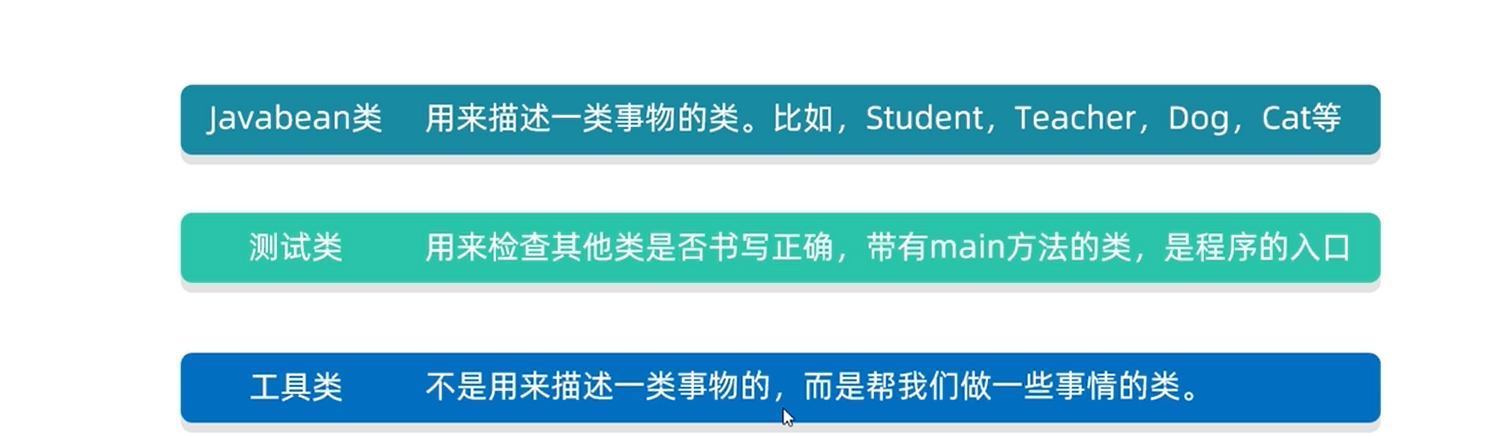 Javabean类 用来描述一类事物的类。比如，Student，Teacher，Dog，Cat等
测试类 用来检查其他类是否书写正确，带有main方法的类，是程序的入口
工具类 不是用来描述一类事物的，而是帮我们做一些事情的类。